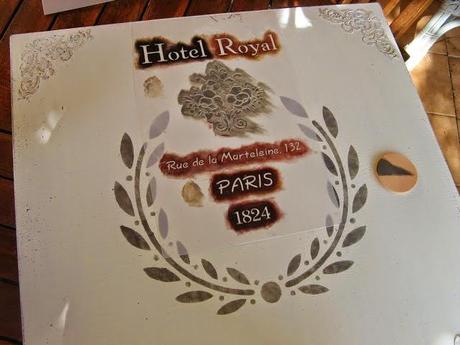 Hotel Royal
Rue de la Marteleine, 132
PARIS
1824